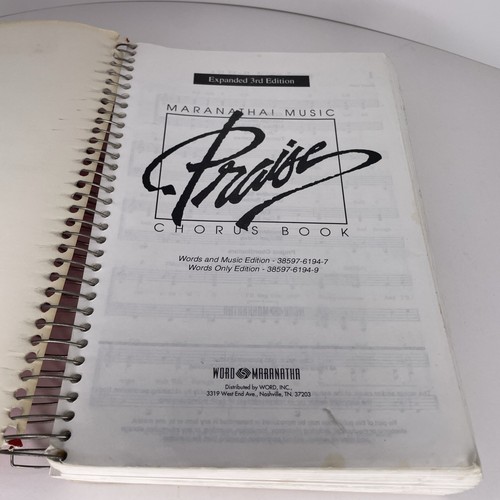 Expanded 3rd Edition
MARANATHA! MUSIC
Praise
CHORUS BOOK
Words and Music Edition - 38597-6194-7
Words Only Edition - 38597-6194-9
WORD MARANATHA
Distributed by WORD, INC.,
3319 West End Ave., Nashville, TN. 37203